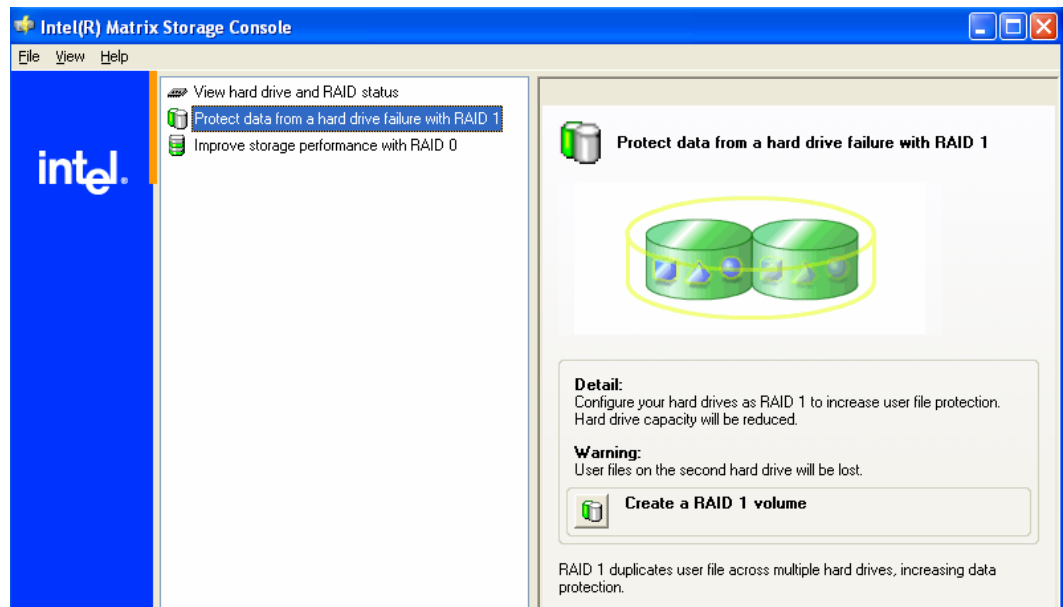 Intel(R) Matrix Storage Console
File View Help
intel.
View hard drive and RAID status
Protect data from a hard drive failure with RAID 1
Improve storage performance with RAID 0
Protect data from a hard drive failure with RAID 1
Detail:
Configure your hard drives as RAID 1 to increase user file protection.
Hard drive capacity will be reduced.
Warning:
User files on the second hard drive will be lost.
Create a RAID 1 volume
RAID 1 duplicates user file across multiple hard drives, increasing data
protection.